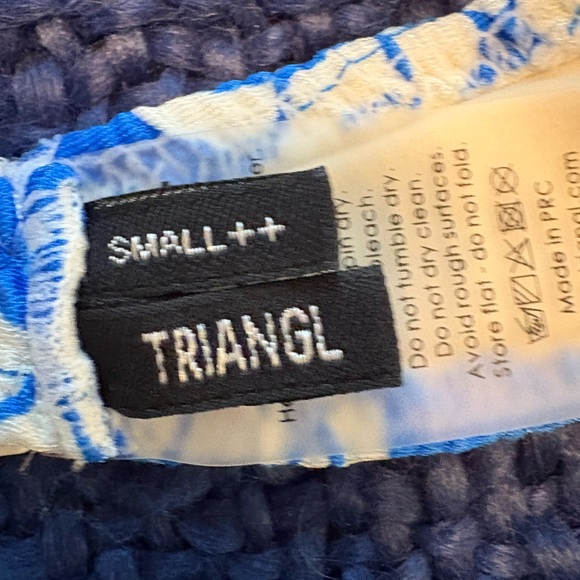 SMALL++
TRIANGL
Do not tumble dry.
Do not dry clean.
Avoid rough surfaces.
Store flat - do not fold.
Made in PRC